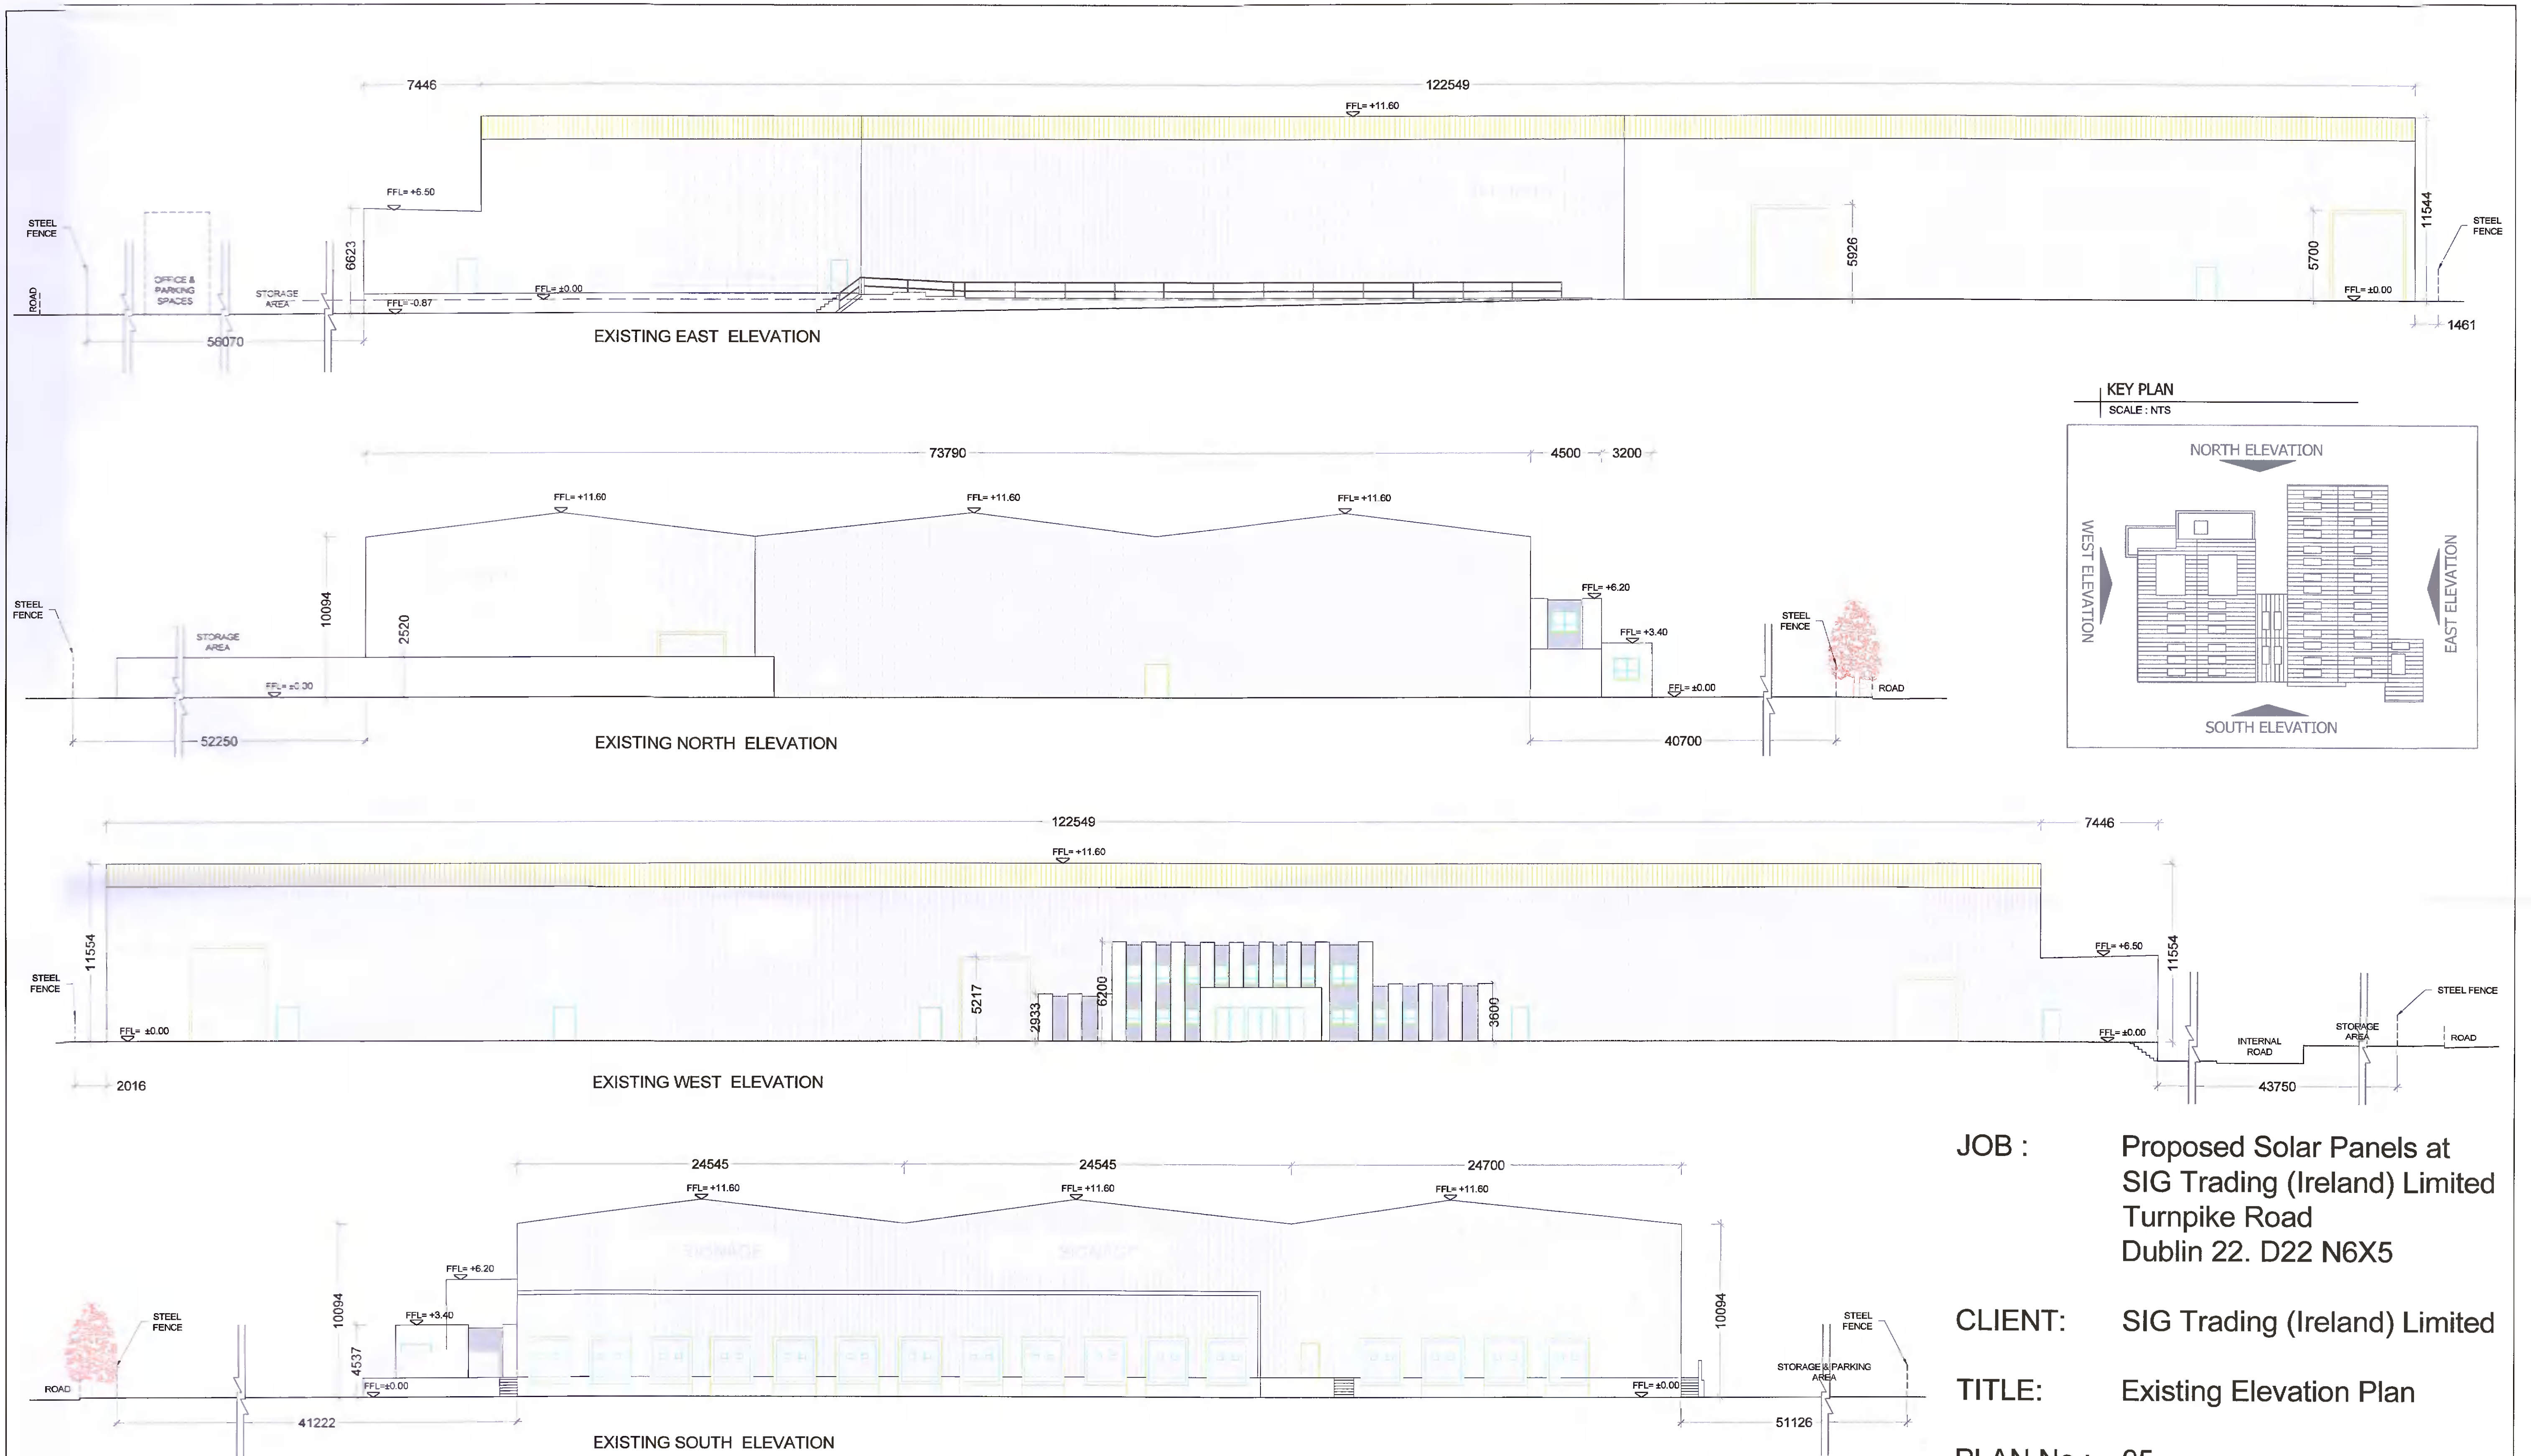 7446
122549
FFL= +11.60
FFL= +6.50
STEEL
FENCE
OFFICE &
PARKING
SPACES
STORAGE
AREA
ROAD
6623
FFL= ±0.00
FFL= -0.87
5926
5700
11544
STEEL
FENCE
FFL= ±0.00
56070
1461
EXISTING EAST ELEVATION
KEY PLAN
SCALE : NTS
NORTH ELEVATION
WEST ELEVATION
EAST ELEVATION
SOUTH ELEVATION
73790
4500
3200
FFL= +11.60
FFL= +11.60
FFL= +11.60
10094
2520
STEEL
FENCE
STORAGE
AREA
FFL= +6.20
FFL= +3.40
STEEL
FENCE
FFL= ±0.00
ROAD
52250
40700
EXISTING NORTH ELEVATION
122549
7446
FFL= +11.60
11554
STEEL
FENCE
FFL= ±0.00
5217
2933
6200
3600
FFL= +6.50
11554
FFL= ±0.00
INTERNAL
ROAD
STORAGE
AREA
STEEL FENCE
ROAD
2016
43750
EXISTING WEST ELEVATION
24545
24545
24700
FFL= +11.60
FFL= +11.60
FFL= +11.60
SIGNAGE
SIGNAGE
FFL= +6.20
FFL= +3.40
10094
4537
STEEL
FENCE
ROAD
FFL=±0.00
10094
FFL= ±0.00
STORAGE & PARKING
AREA
STEEL
FENCE
41222
51126
EXISTING SOUTH ELEVATION
JOB : Proposed Solar Panels at
SIG Trading (Ireland) Limited
Turnpike Road
Dublin 22. D22 N6X5
CLIENT: SIG Trading (Ireland) Limited
TITLE: Existing Elevation Plan